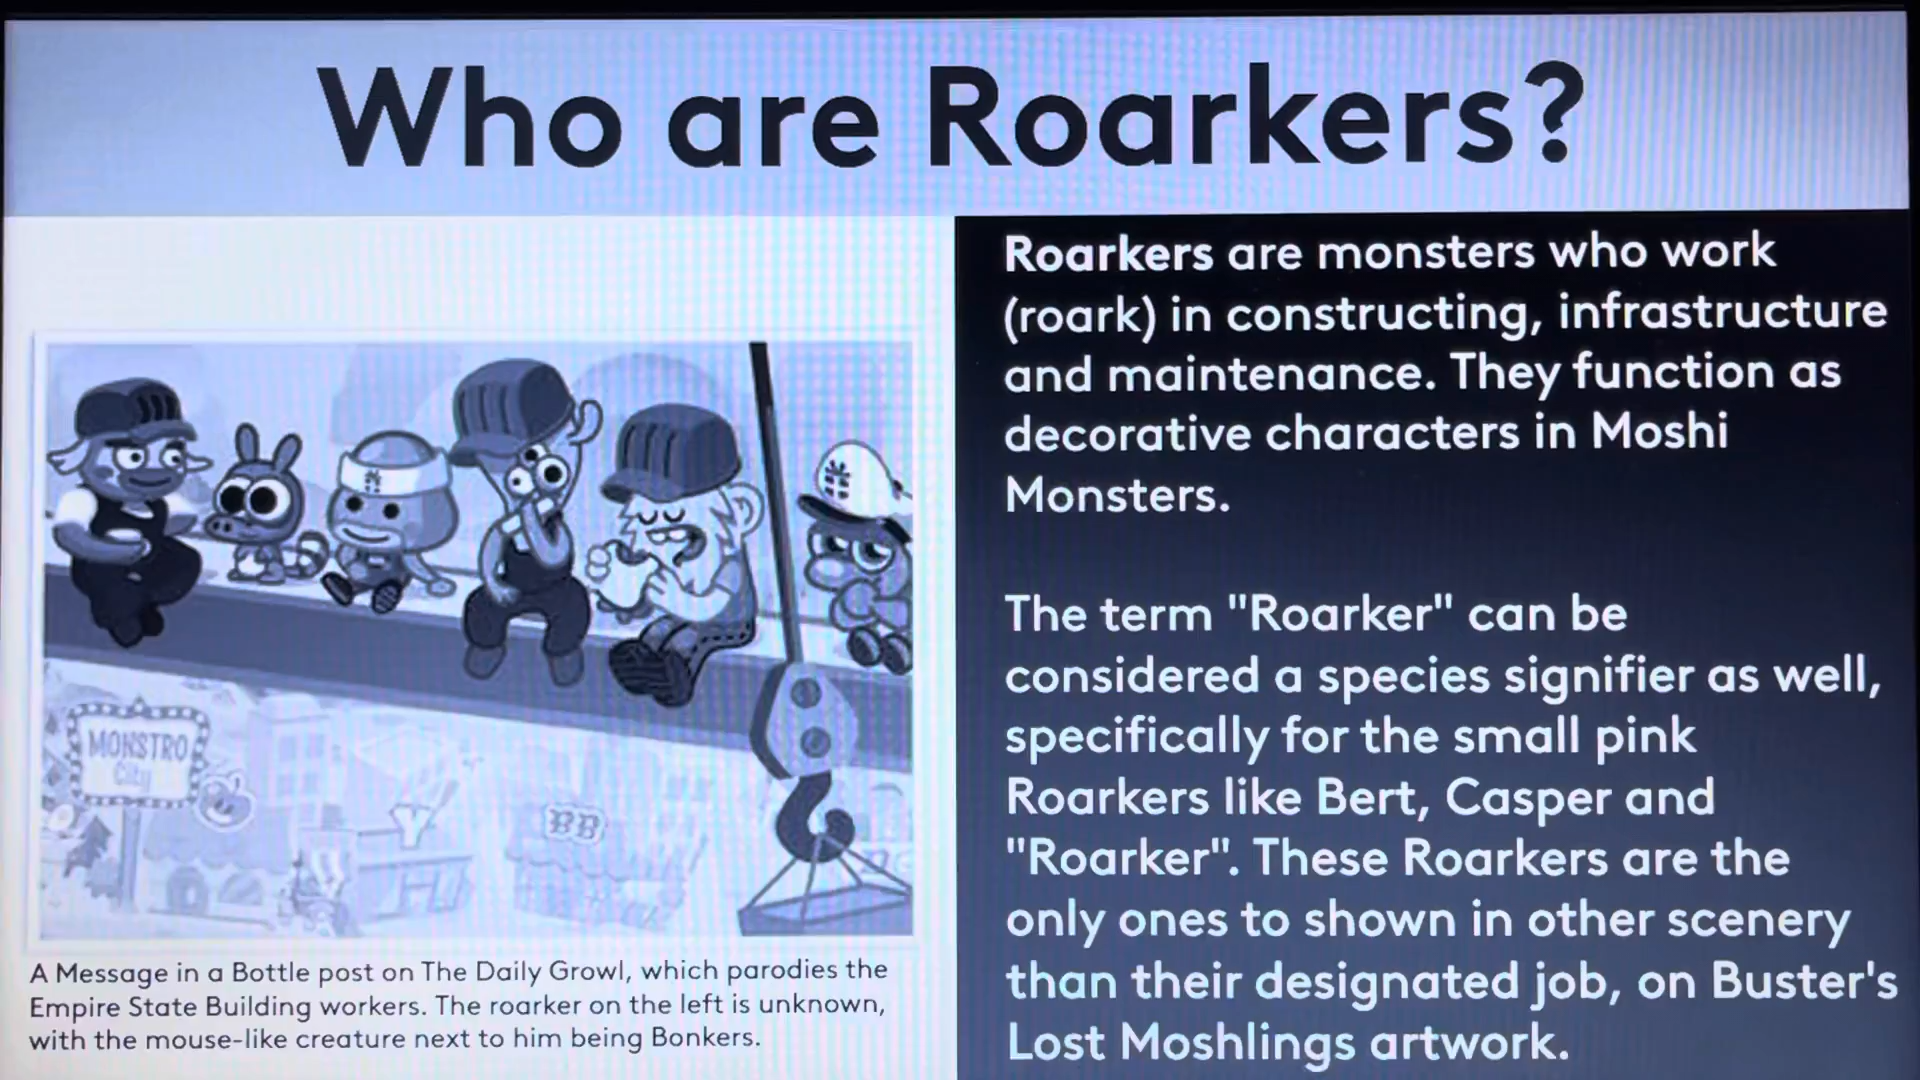 Who are Roarkers?
MONSTRO
City
Y
BB
A Message in a Bottle post on The Daily Growl, which parodies the
Empire State Building workers. The roarker on the left is unknown,
with the mouse-like creature next to him being Bonkers.
Roarkers are monsters who work
(roark) in constructing, infrastructure
and maintenance. They function as
decorative characters in Moshi
Monsters.
The term "Roarker" can be
considered a species signifier as well,
specifically for the small pink
Roarkers like Bert, Casper and
"Roarker". These Roarkers are the
only ones to shown in other scenery
than their designated job, on Buster's
Lost Moshlings artwork.